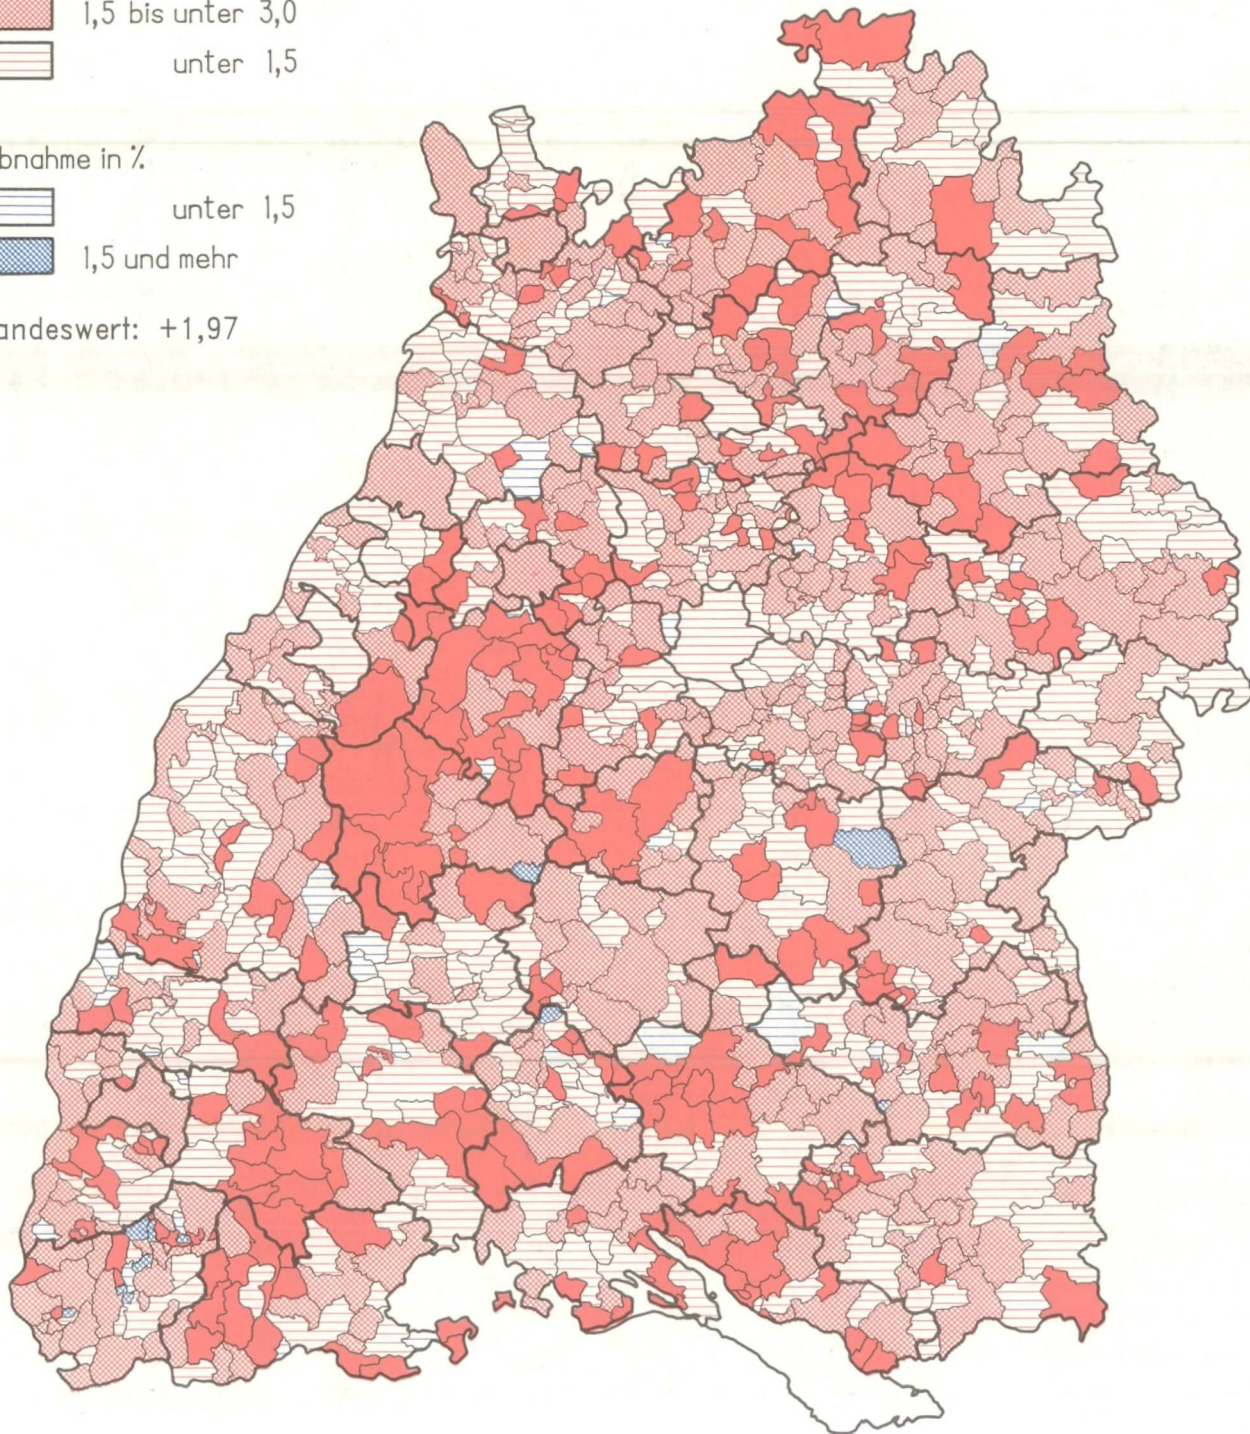 1,5 bis unter 3,0
unter 1,5
bnahme in %
unter 1,5
1,5 und mehr
andeswert: +1,97